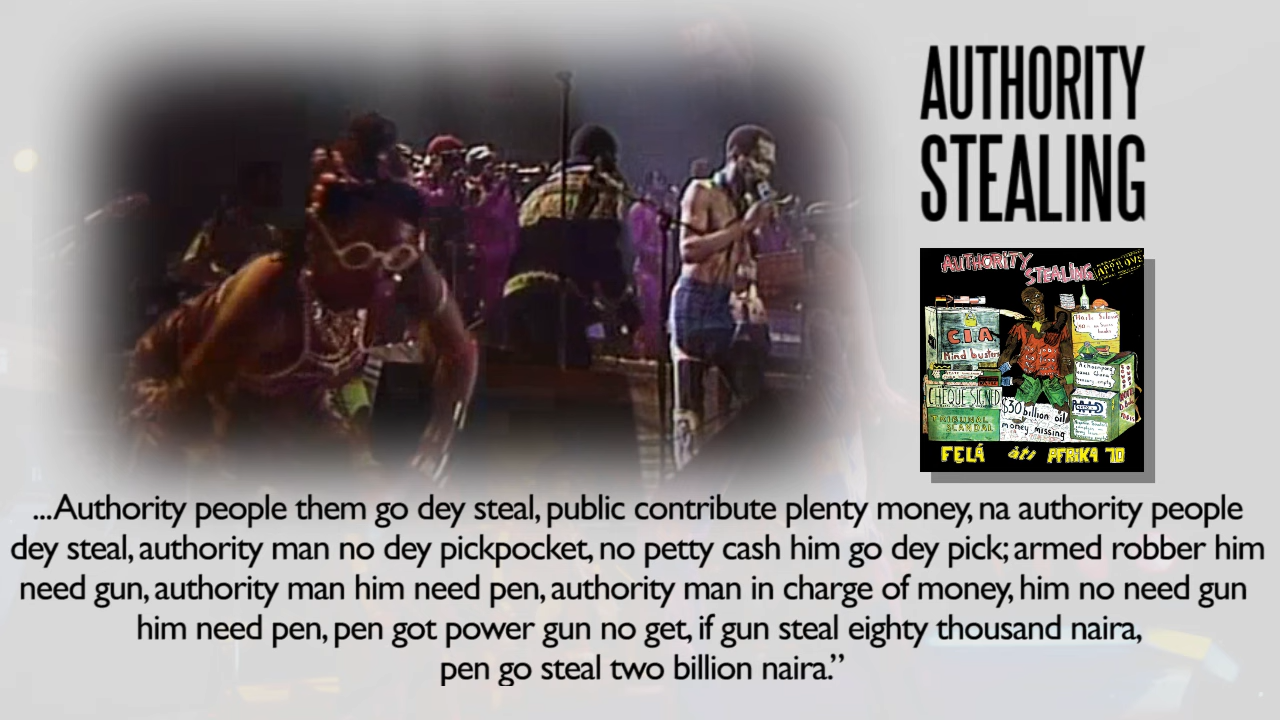 AUTHORITY
STEALING
AUTHORITY
STEALING
C.I.A.
Mind busters
CHEQUE SIGNED
$30 billion oil
money missing
FELÁ áti AFRIKA 70
...Authority people them go dey steal, public contribute plenty money, na authority people
dey steal, authority man no dey pickpocket, no petty cash him go dey pick; armed robber him
need gun, authority man him need pen, authority man in charge of money, him no need gun
him need pen, pen got power gun no get, if gun steal eighty thousand naira,
pen go steal two billion naira.”